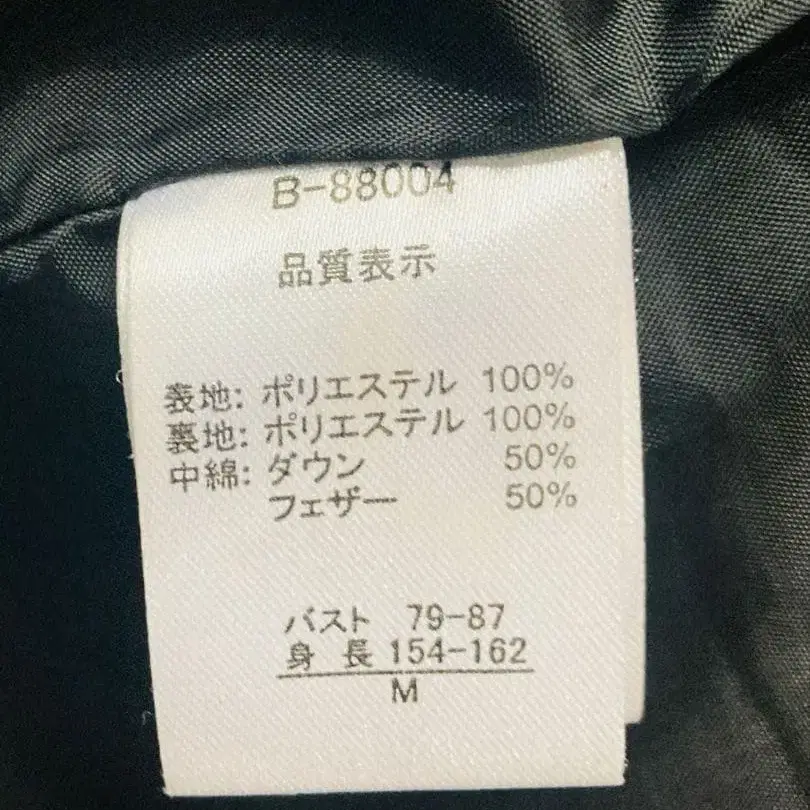 B-88004
品質表示
表地: ポリエステル 100%
裏地: ポリエステル 100%
中綿: ダウン 50%
フェザー 50%
バスト 79-87
身 長 154-162
M